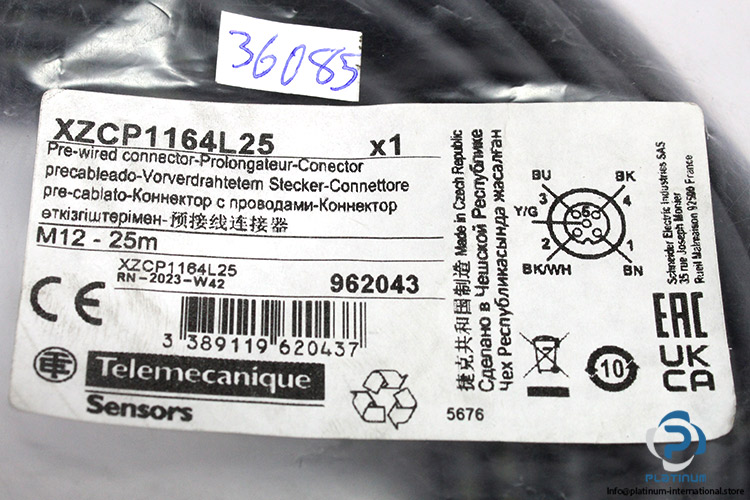 36085
XZCP1164L25 x1
Pre-wired connector-Prolongateur-Conector
precableado-Vorverdrahtetem Stecker-Connettore
pre-cablato-Коннектор с проводами-Коннектор
өткізгіштерімен-预接线连接器
M12 - 25m
XZCP1164L25
RN-2023-W42
962043
CE
3 389119 620437
Telemecanique
Sensors
捷克共和国制造 Made in Czech Republic
Сделано в Чешской Республике
Чех Республикасында жасалған
BU
BK
3
4
Y/G
5
2
1
BK/WH
BN
Schneider Electric Industries SAS
35 rue Joseph Monier
Rueil Malmaison 92500 France
10
EAC
UK
CA
5676
PLATINUM
Info@platinum-international.store